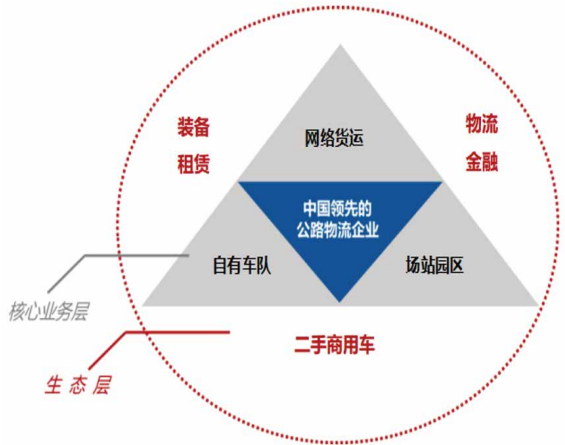 装备
租赁
物流
金融
网络货运
中国领先的
公路物流企业
自有车队
场站园区
核心业务层
二手商用车
生态层